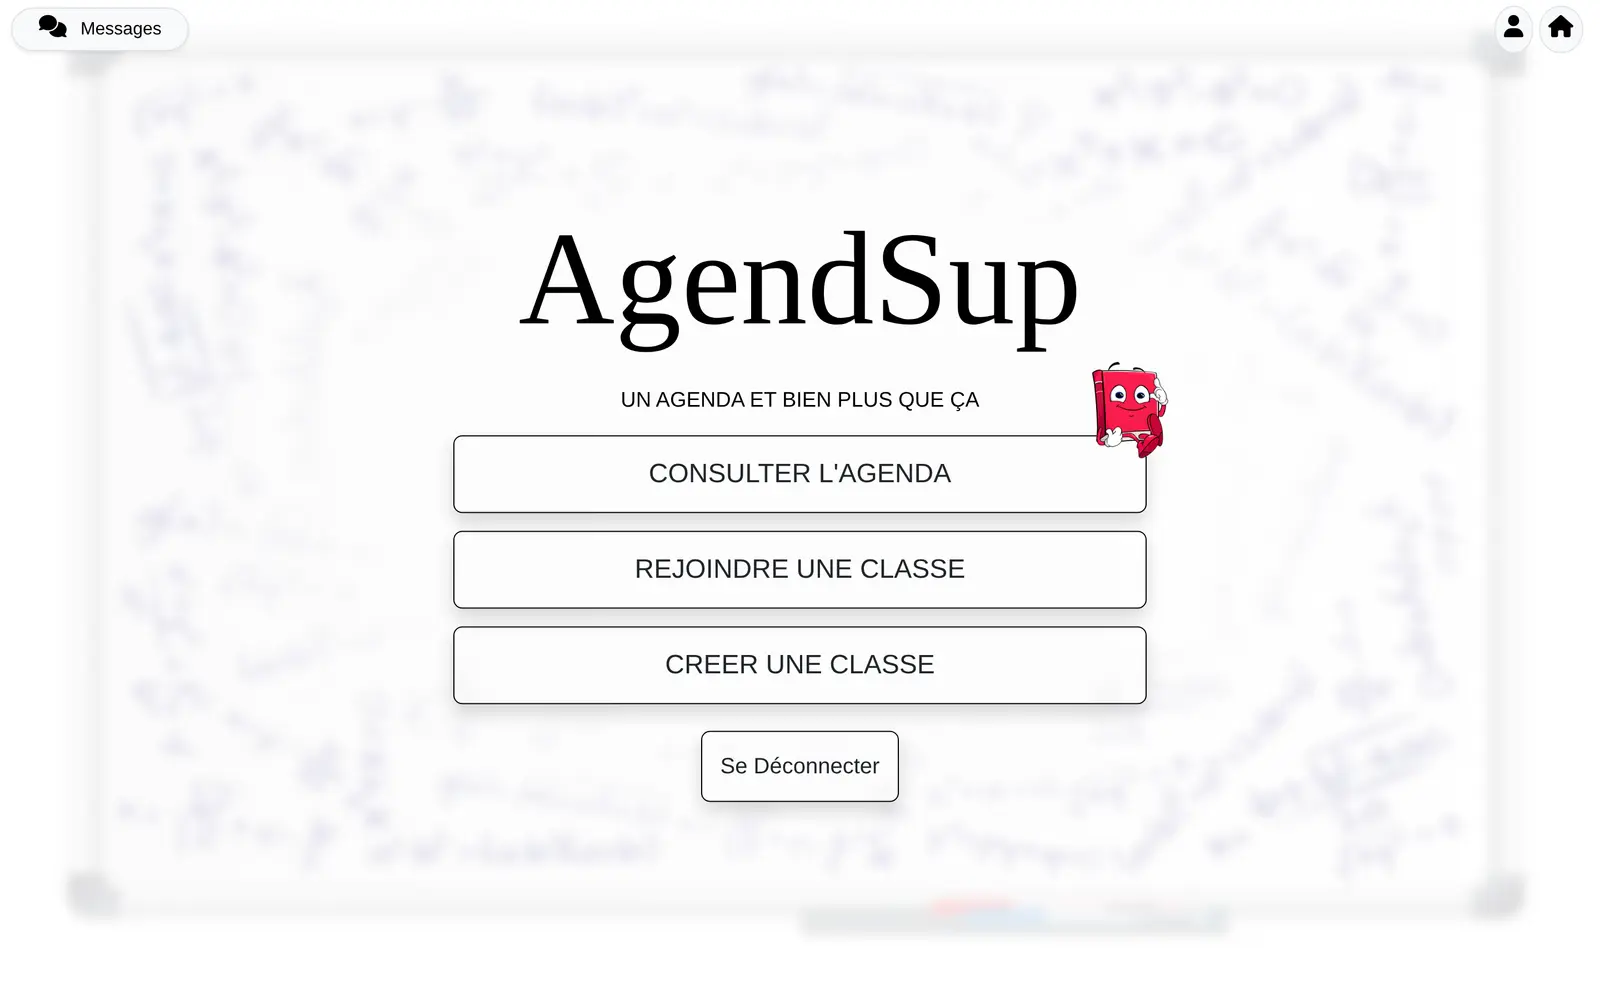 Messages
AgendSup
UN AGENDA ET BIEN PLUS QUE ÇA
CONSULTER L'AGENDA
REJOINDRE UNE CLASSE
CREER UNE CLASSE
Se Déconnecter